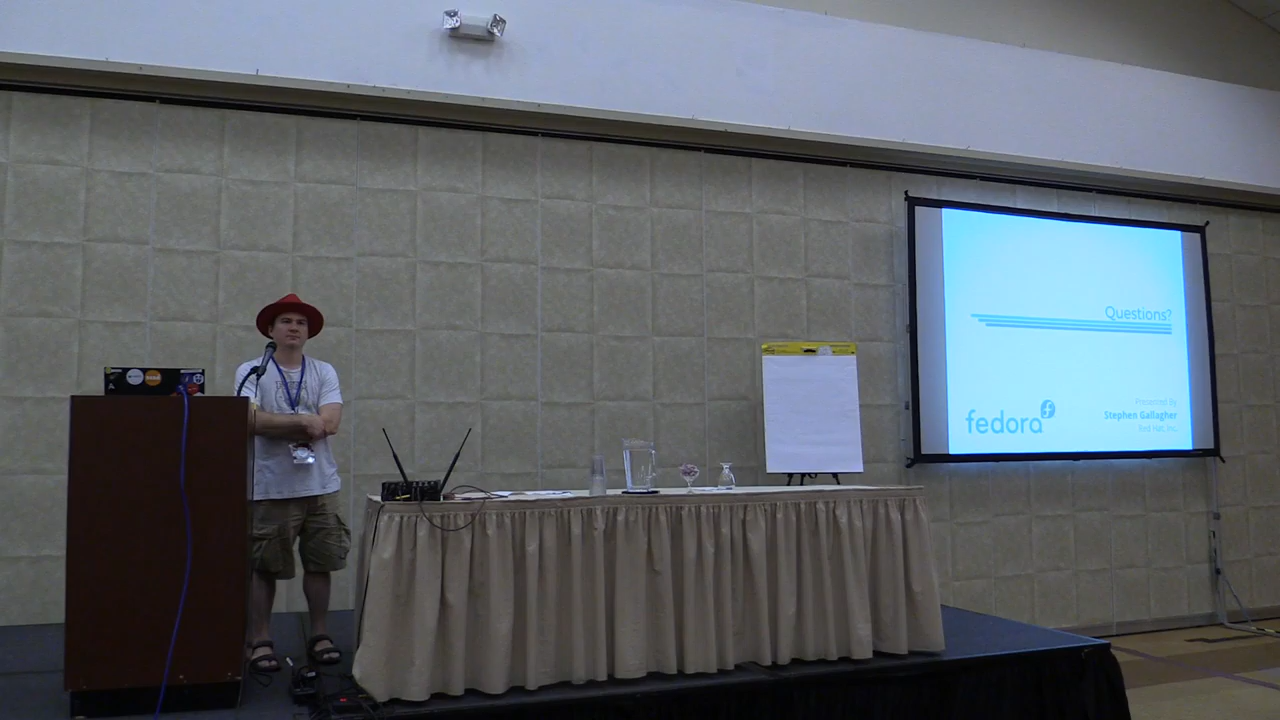 Questions?
fedora
Presented By
Stephen Gallagher
Red Hat, Inc.